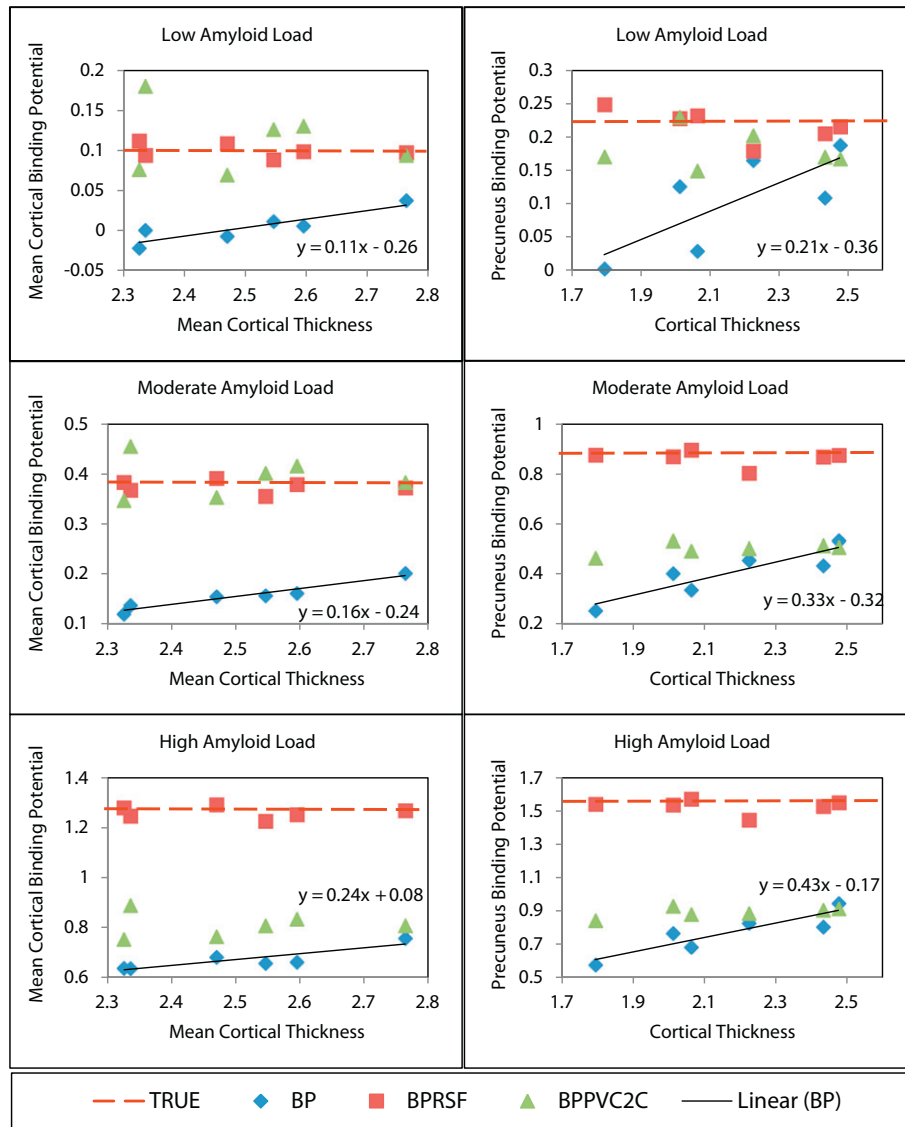 Low Amyloid Load
Mean Cortical Binding Potential
0.2
0.15
0.1
0.05
0
-0.05
y = 0.11x - 0.26
2.3 2.4 2.5 2.6 2.7 2.8
Mean Cortical Thickness
Low Amyloid Load
Precuneus Binding Potential
0.3
0.25
0.2
0.15
0.1
0.05
0
y = 0.21x - 0.36
1.7 1.9 2.1 2.3 2.5
Cortical Thickness
Moderate Amyloid Load
Mean Cortical Binding Potential
0.5
0.4
0.3
0.2
0.1
y = 0.16x - 0.24
2.3 2.4 2.5 2.6 2.7 2.8
Mean Cortical Thickness
Moderate Amyloid Load
Precuneus Binding Potential
1
0.8
0.6
0.4
0.2
y = 0.33x - 0.32
1.7 1.9 2.1 2.3 2.5
Cortical Thickness
High Amyloid Load
Mean Cortical Binding Potential
1.4
1.2
1
0.8
0.6
y = 0.24x + 0.08
2.3 2.4 2.5 2.6 2.7 2.8
Mean Cortical Thickness
High Amyloid Load
Precuneus Binding Potential
1.7
1.5
1.3
1.1
0.9
0.7
0.5
y = 0.43x - 0.17
1.7 1.9 2.1 2.3 2.5
Cortical Thickness
TRUE BP BPRSF BPPVC2C Linear (BP)